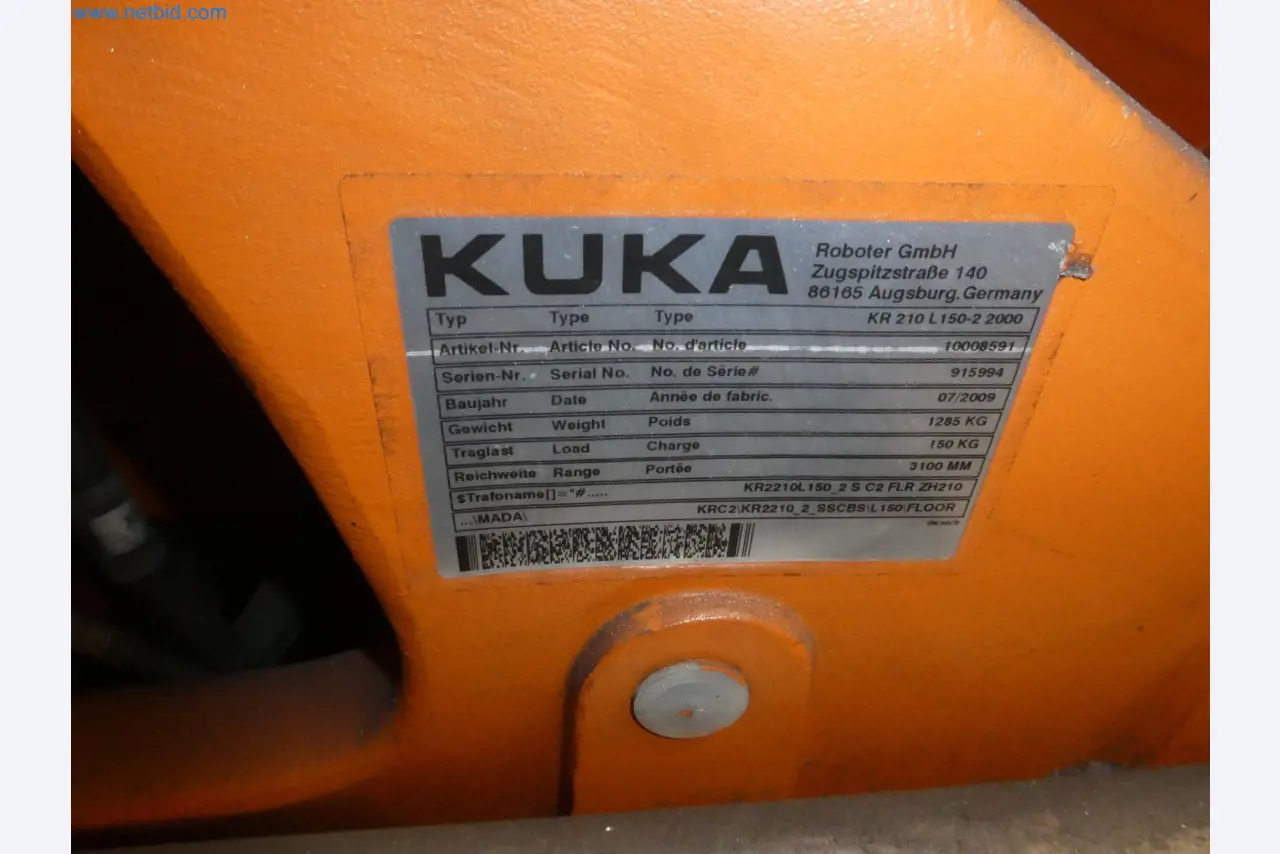 www.netbid.com
KUKA
Roboter GmbH
Zugspitzstraße 140
86165 Augsburg, Germany
Typ Type Type KR 210 L150-2 2000
Artikel-Nr. Article No. No. d'article 10008591
Serien-Nr. Serial No. No. de Série# 915994
Baujahr Date Année de fabric. 07/2009
Gewicht Weight Poids 1285 KG
Traglast Load Charge 150 KG
Reichweite Range Portée 3100 MM
$Trafoname[]="#..... KR2210L150_2 S C2 FLR ZH210
...\MADA\ KRC2\KR2210_2_SSCBS\L150\FLOOR